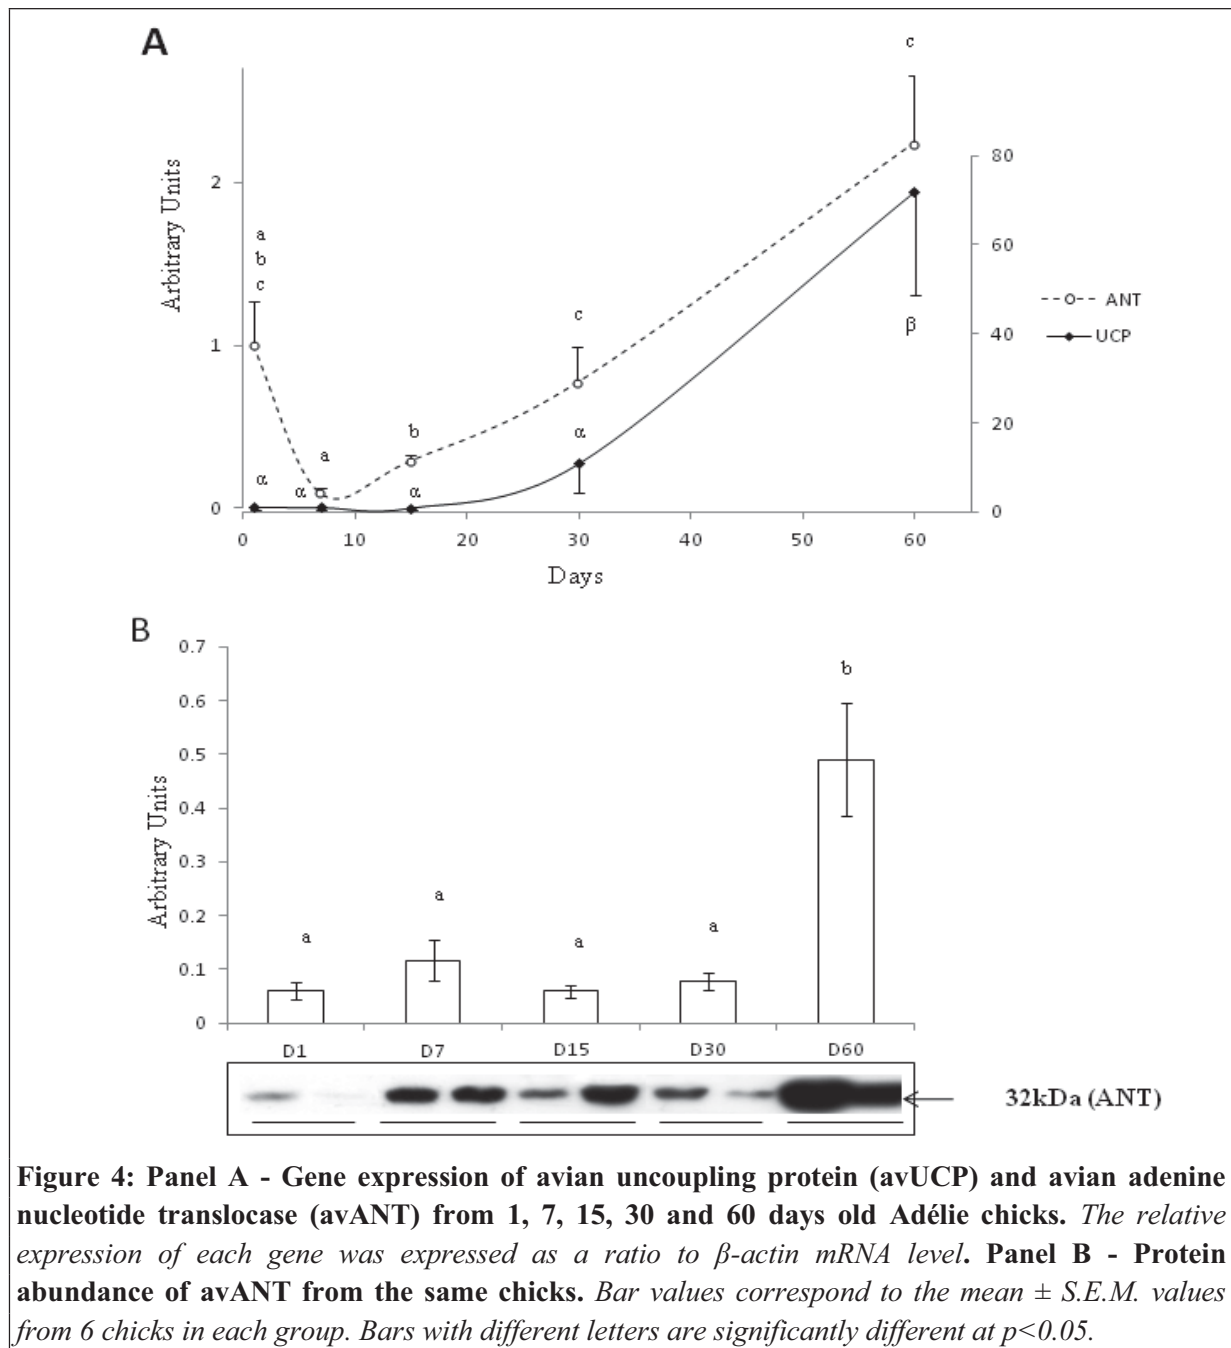 A
c
2
Arbitrary Units
80
a
b
c
60
c
ANT
1
40
β
UCP
b
α
20
a
α
α
α
0
0
0
10
20
30
40
50
60
Days
B
0.7
b
0.6
0.5
0.4
Arbitrary Units
0.3
a
0.2
a
a
a
0.1
0
D1
D7
D15
D30
D60
32kDa (ANT)
Figure 4: Panel A - Gene expression of avian uncoupling protein (avUCP) and avian adenine
nucleotide translocase (avANT) from 1, 7, 15, 30 and 60 days old Adélie chicks. The relative
expression of each gene was expressed as a ratio to β-actin mRNA level. Panel B - Protein
abundance of avANT from the same chicks. Bar values correspond to the mean ± S.E.M. values
from 6 chicks in each group. Bars with different letters are significantly different at p<0.05.